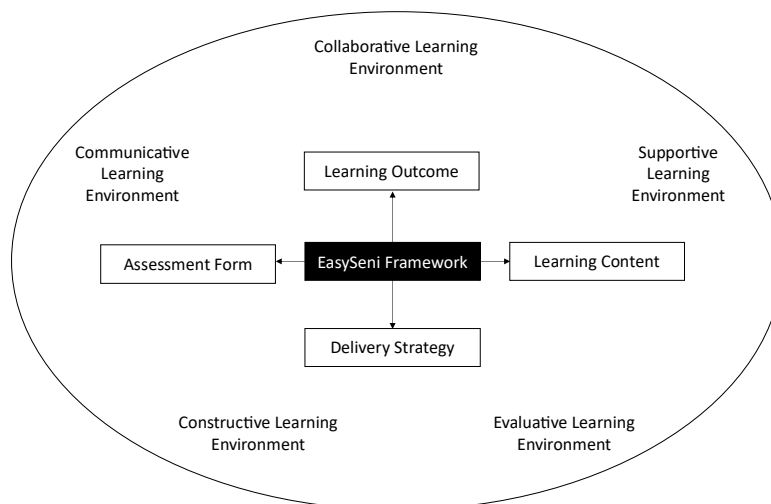 Collaborative Learning
Environment
Communicative
Learning
Environment
Supportive
Learning
Environment
Learning Outcome
Assessment Form
EasySeni Framework
Learning Content
Delivery Strategy
Constructive Learning
Environment
Evaluative Learning
Environment